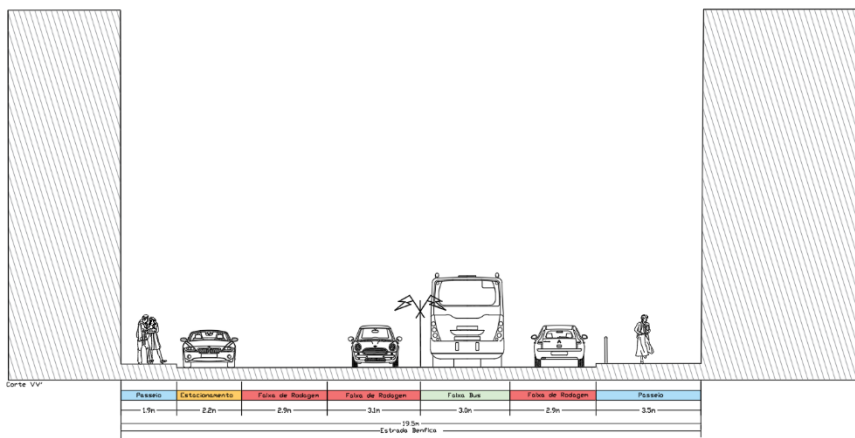 Corte VV'
Passeio Estacionamento Faixa de Rodagem Faixa de Rodagem Faixa Bus Faixa de Rodagem Passeio
1.9m 2.2m 2.9m 3.1m 3.0m 2.9m 3.5m
19.5m
Estrada Benfica